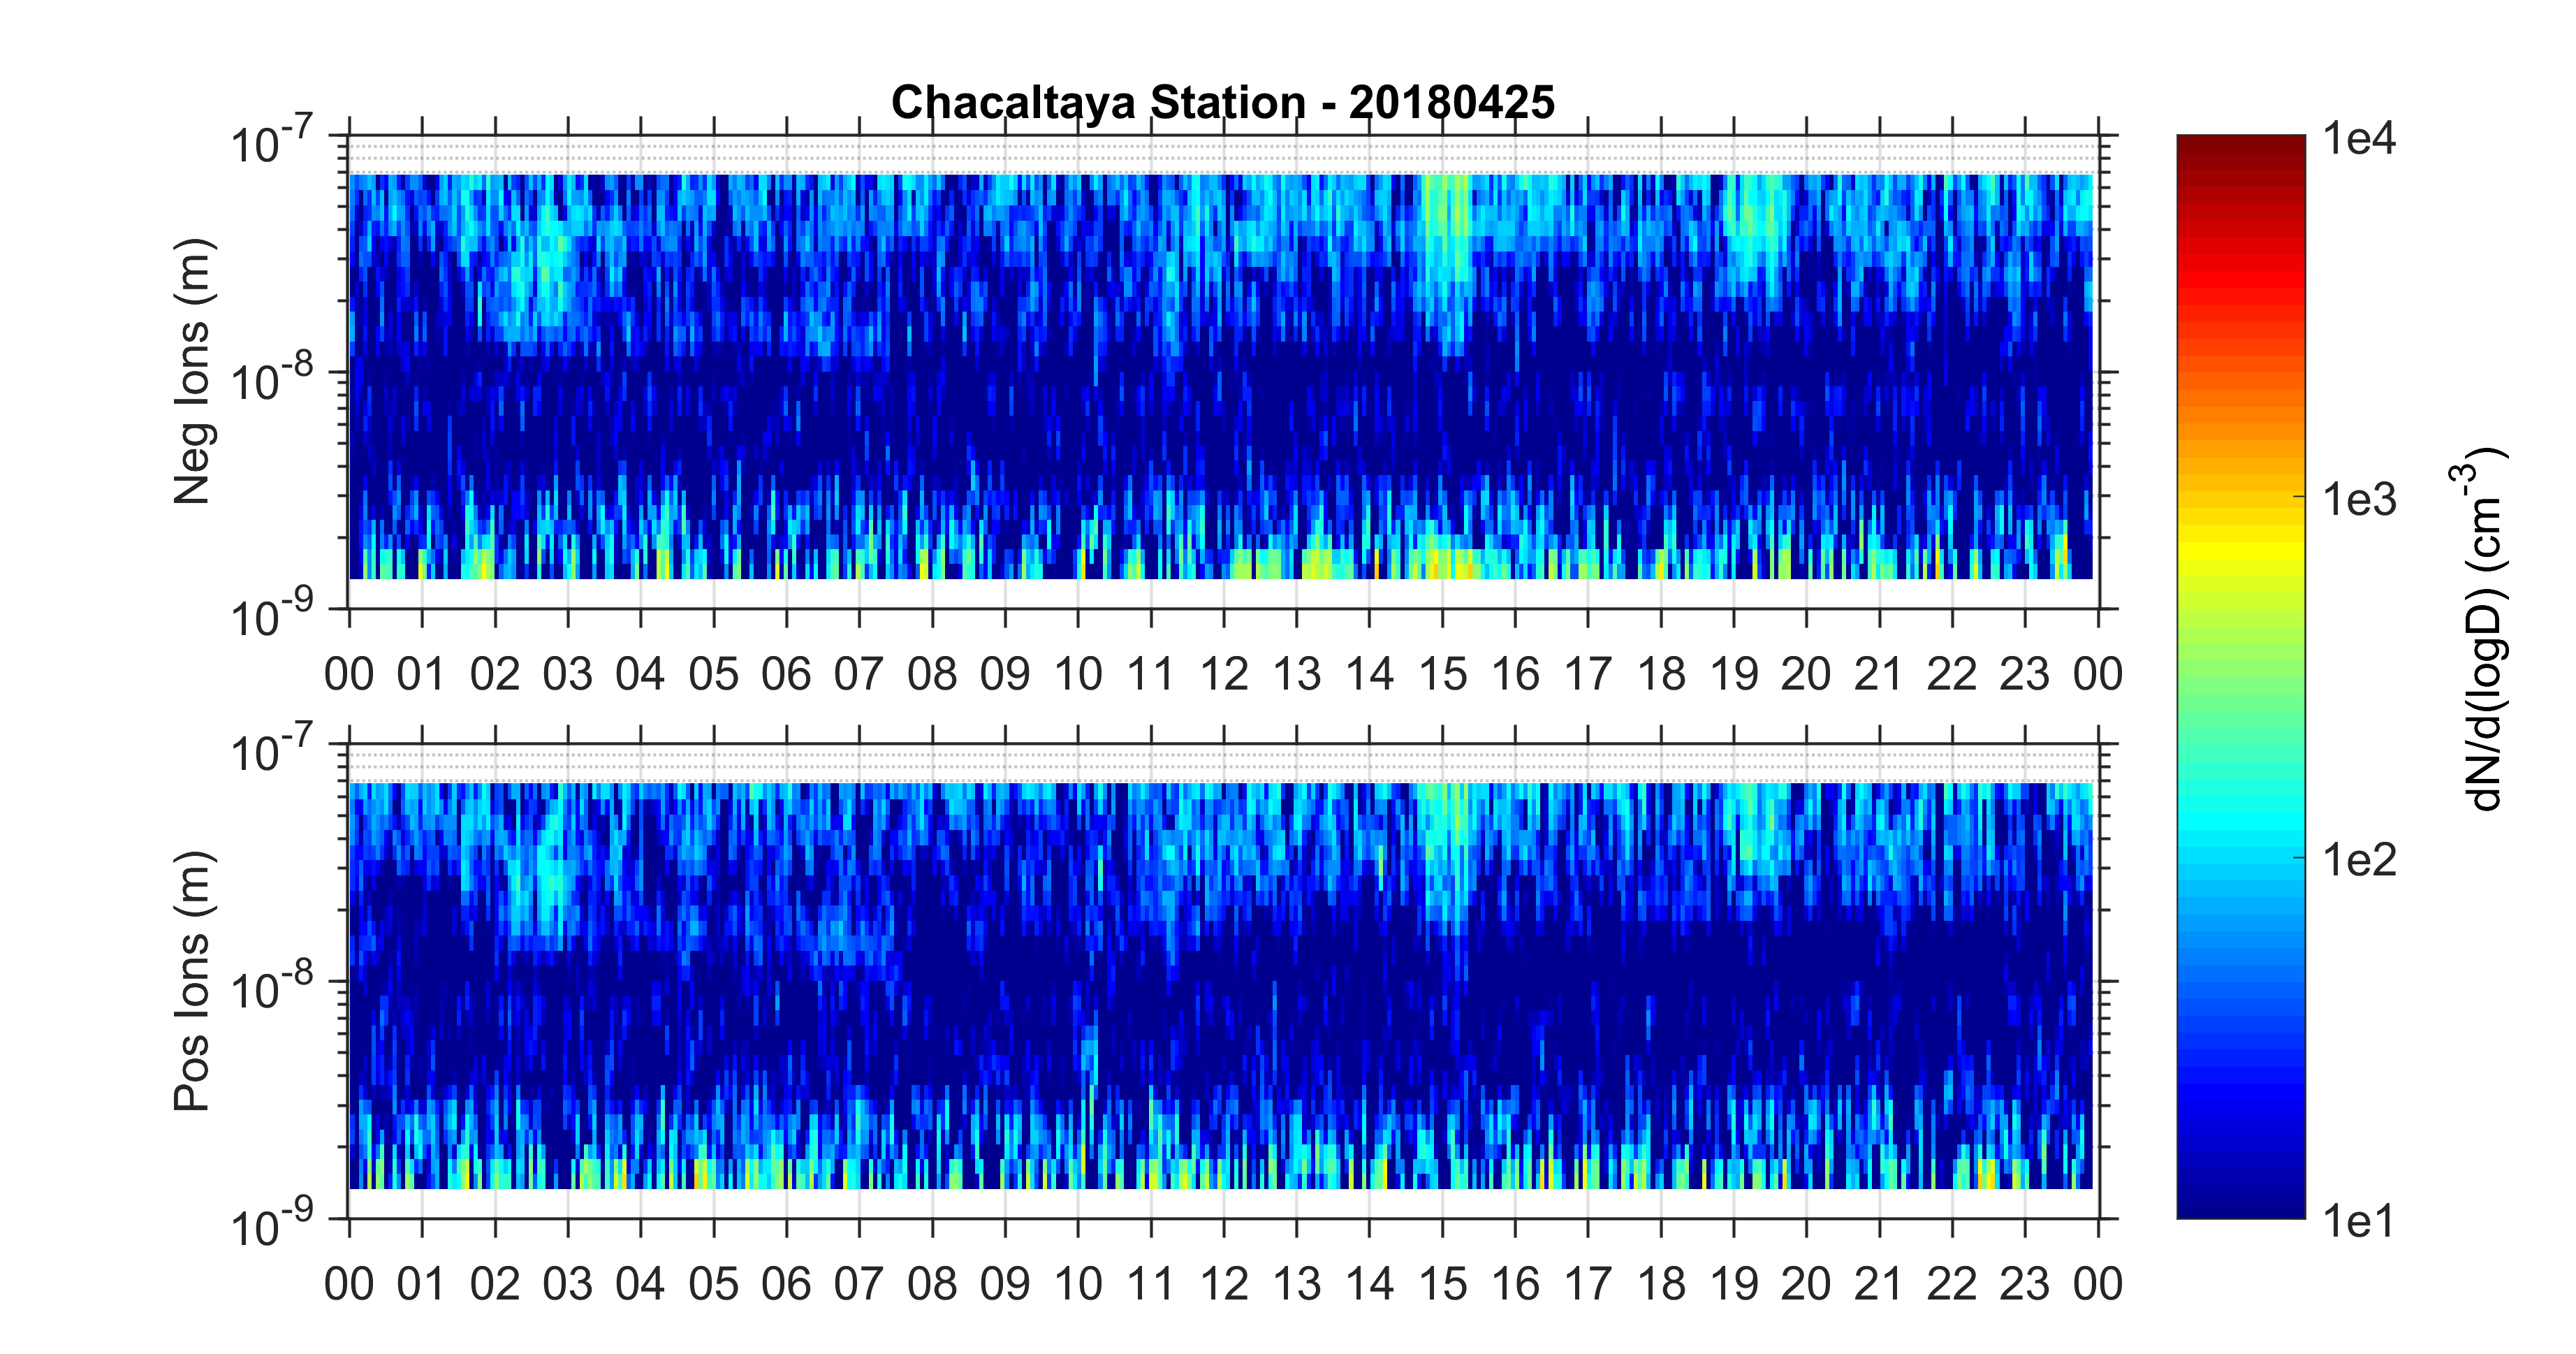 Chacaltaya Station - 20180425
10-7
10-8
10-9
Neg Ions (m)
00 01 02 03 04 05 06 07 08 09 10 11 12 13 14 15 16 17 18 19 20 21 22 23 00
10-7
10-8
10-9
Pos Ions (m)
00 01 02 03 04 05 06 07 08 09 10 11 12 13 14 15 16 17 18 19 20 21 22 23 00
1e4
1e3
1e2
1e1
dN/d(logD) (cm-3)